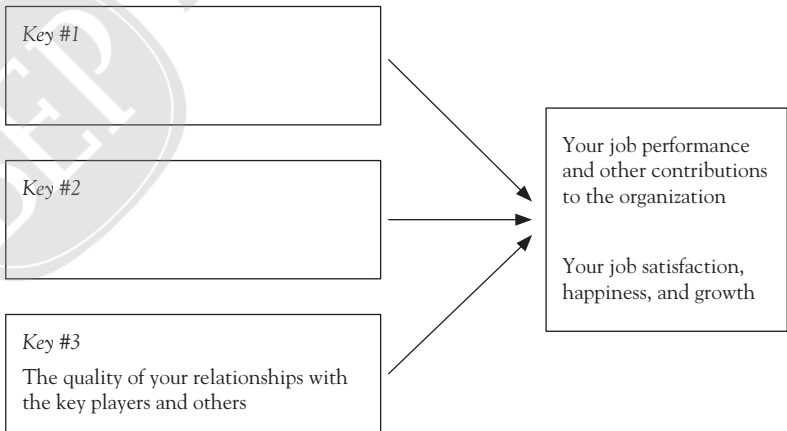 Key #1
Key #2
Key #3
The quality of your relationships with
the key players and others
Your job performance
and other contributions
to the organization
Your job satisfaction,
happiness, and growth